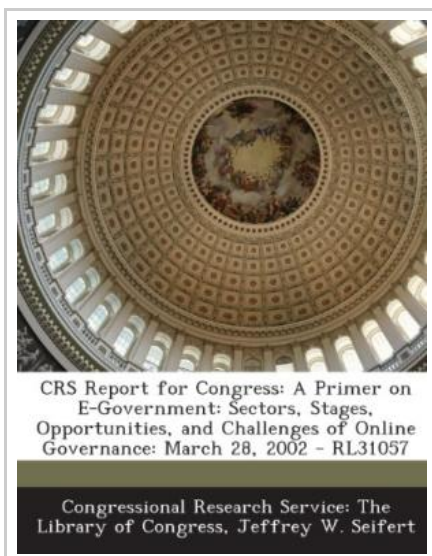 CRS Report for Congress: A Primer on
E-Government: Sectors, Stages,
Opportunities, and Challenges of Online
Governance: March 28, 2002 - RL31057
Congressional Research Service: The
Library of Congress, Jeffrey W. Seifert